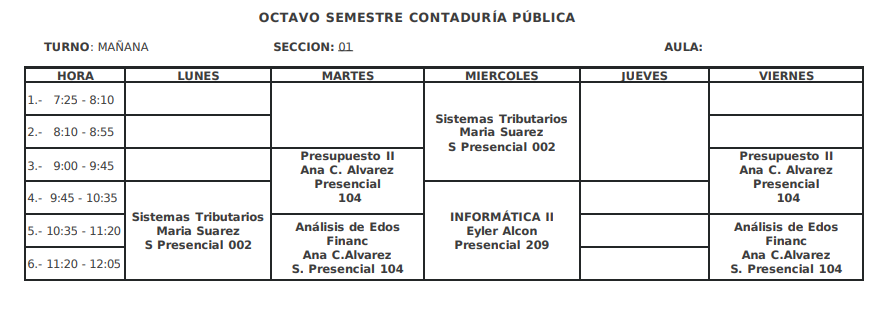 OCTAVO SEMESTRE CONTADURÍA PÚBLICA
TURNO: MAÑANA SECCION: 01 AULA:
HORA LUNES MARTES MIERCOLES JUEVES VIERNES
1.- 7:25 - 8:10
2.- 8:10 - 8:55
Sistemas Tributarios
Maria Suarez
S Presencial 002
3.- 9:00 - 9:45
Presupuesto II
Ana C. Alvarez
Presencial
104
Presupuesto II
Ana C. Alvarez
Presencial
104
4.- 9:45 - 10:35
5.- 10:35 - 11:20
6.- 11:20 - 12:05
Sistemas Tributarios
Maria Suarez
S Presencial 002
Análisis de Edos
Financ
Ana C.Alvarez
S. Presencial 104
INFORMÁTICA II
Eyler Alcon
Presencial 209
Análisis de Edos
Financ
Ana C.Alvarez
S. Presencial 104